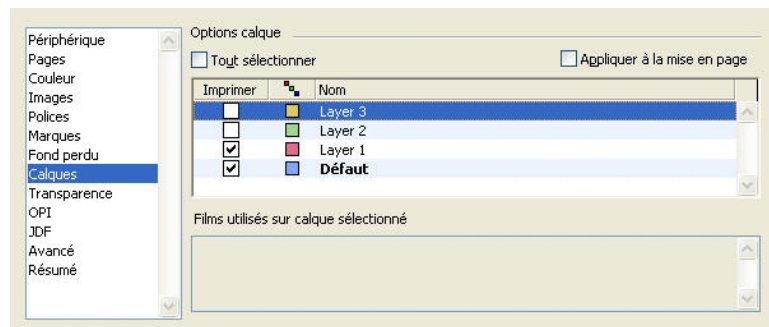 Périphérique
Pages
Couleur
Images
Polices
Marques
Fond perdu
Calques
Transparence
OPI
JDF
Avancé
Résumé
Options calque
Tout sélectionner
Appliquer à la mise en page
Imprimer Nom
Layer 3
Layer 2
Layer 1
Défaut
Films utilisés sur calque sélectionné